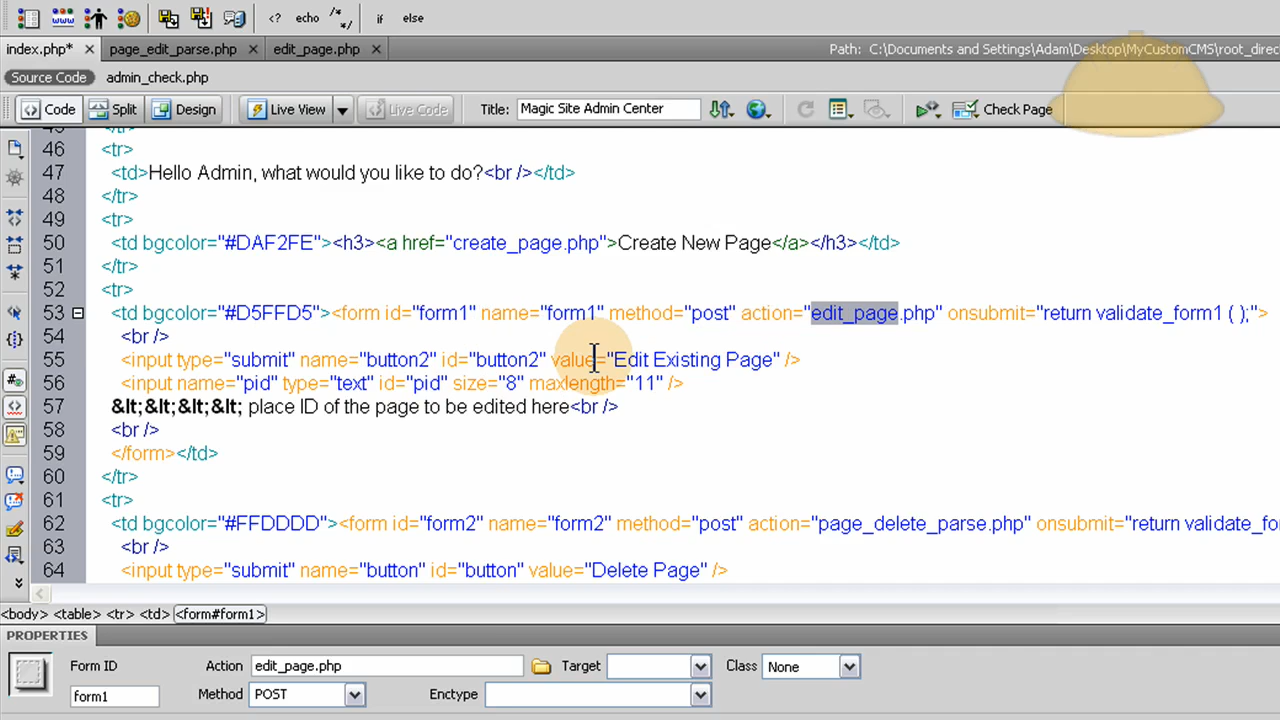 <? echo /* */ if else
index.php* page_edit_parse.php edit_page.php Path: C:\Documents and Settings\Adam\Desktop\MyCustomCMS\root_direc
Source Code admin_check.php
Code Split Design Live View Live Code Title: Magic Site Admin Center Check Page
45 </tr>
46 <tr>
47 <td>Hello Admin, what would you like to do?<br /></td>
48 </tr>
49 <tr>
50 <td bgcolor="#DAF2FE"><h3><a href="create_page.php">Create New Page</a></h3></td>
51 </tr>
52 <tr>
53 <td bgcolor="#D5FFD5"><form id="form1" name="form1" method="post" action="edit_page.php" onsubmit="return validate_form1 ( );">
54 <br />
55 <input type="submit" name="button2" id="button2" value="Edit Existing Page" />
56 <input name="pid" type="text" id="pid" size="8" maxlength="11" />
57 &lt;&lt;&lt;&lt; place ID of the page to be edited here<br />
58 <br />
59 </form></td>
60 </tr>
61 <tr>
62 <td bgcolor="#FFDDDD"><form id="form2" name="form2" method="post" action="page_delete_parse.php" onsubmit="return validate_fo
63 <br />
64 <input type="submit" name="button" id="button" value="Delete Page" />
<body> <table> <tr> <td> <form#form1>
PROPERTIES
Form ID Action edit_page.php Target Class None
form1 Method POST Enctype